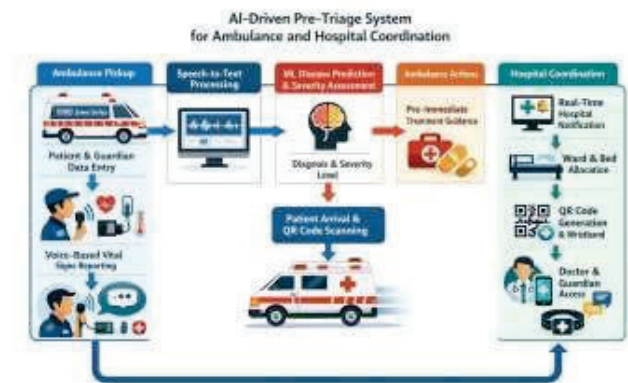 AI-Driven Pre-Triage System
for Ambulance and Hospital Coordination
Ambulance Pickup
Speech-to-Text
Processing
ML Disease Prediction
& Severity Assessment
Ambulance Actions
Hospital Coordination
Patient & Guardian
Data Entry
Voice-Based Vital
Signs Reporting
Diagnosis & Severity
Level
Patient Arrival &
QR Code Scanning
Pre-Immediate
Treatment Guidance
Real-Time
Hospital
Notification
Ward & Bed
Allocation
QR Code
Generation
& Wristband
Doctor &
Guardian
Access